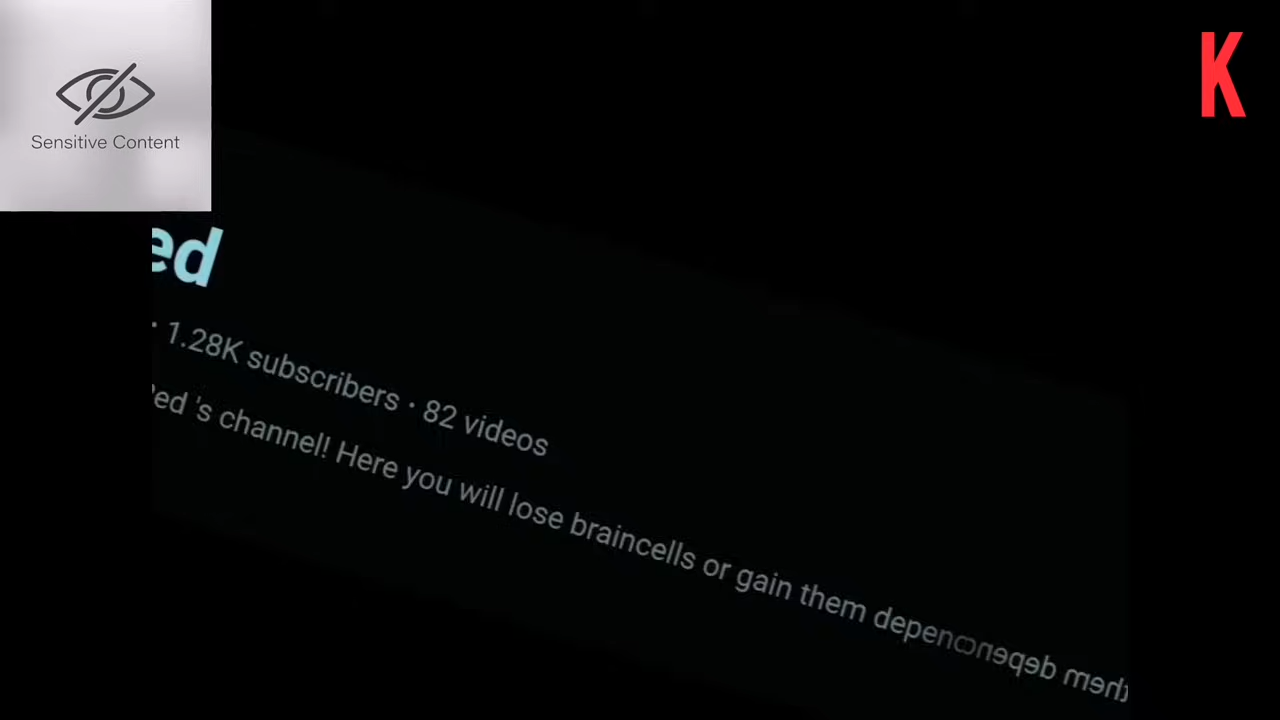 Sensitive Content
K
ed
· 1.28K subscribers · 82 videos
ed 's channel! Here you will lose braincells or gain them depen